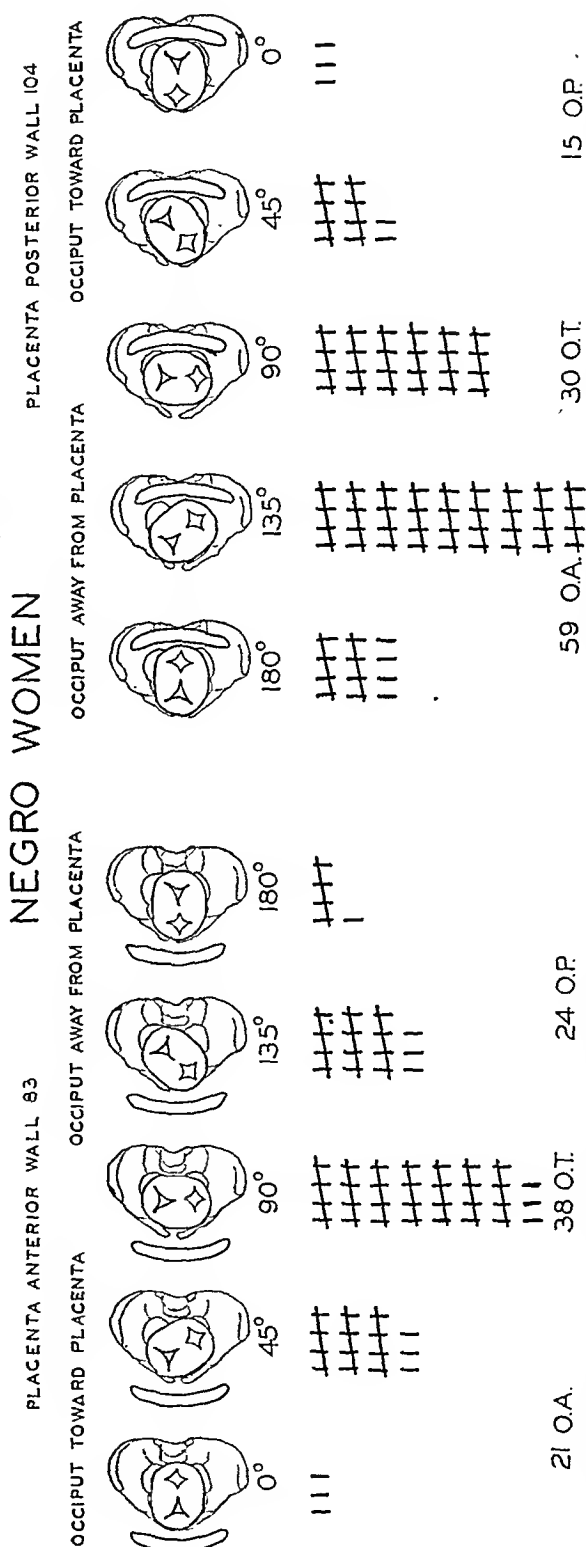 NEGRO WOMEN
PLACENTA ANTERIOR WALL 83
PLACENTA POSTERIOR WALL 104
OCCIPUT TOWARD PLACENTA
OCCIPUT AWAY FROM PLACENTA
OCCIPUT AWAY FROM PLACENTA
OCCIPUT TOWARD PLACENTA
0° 45° 90° 135° 180° 180° 135° 90° 45° 0°
21 O.A. 38 O.T. 24 O.P. 59 O.A. 30 O.T. 15 O.P.